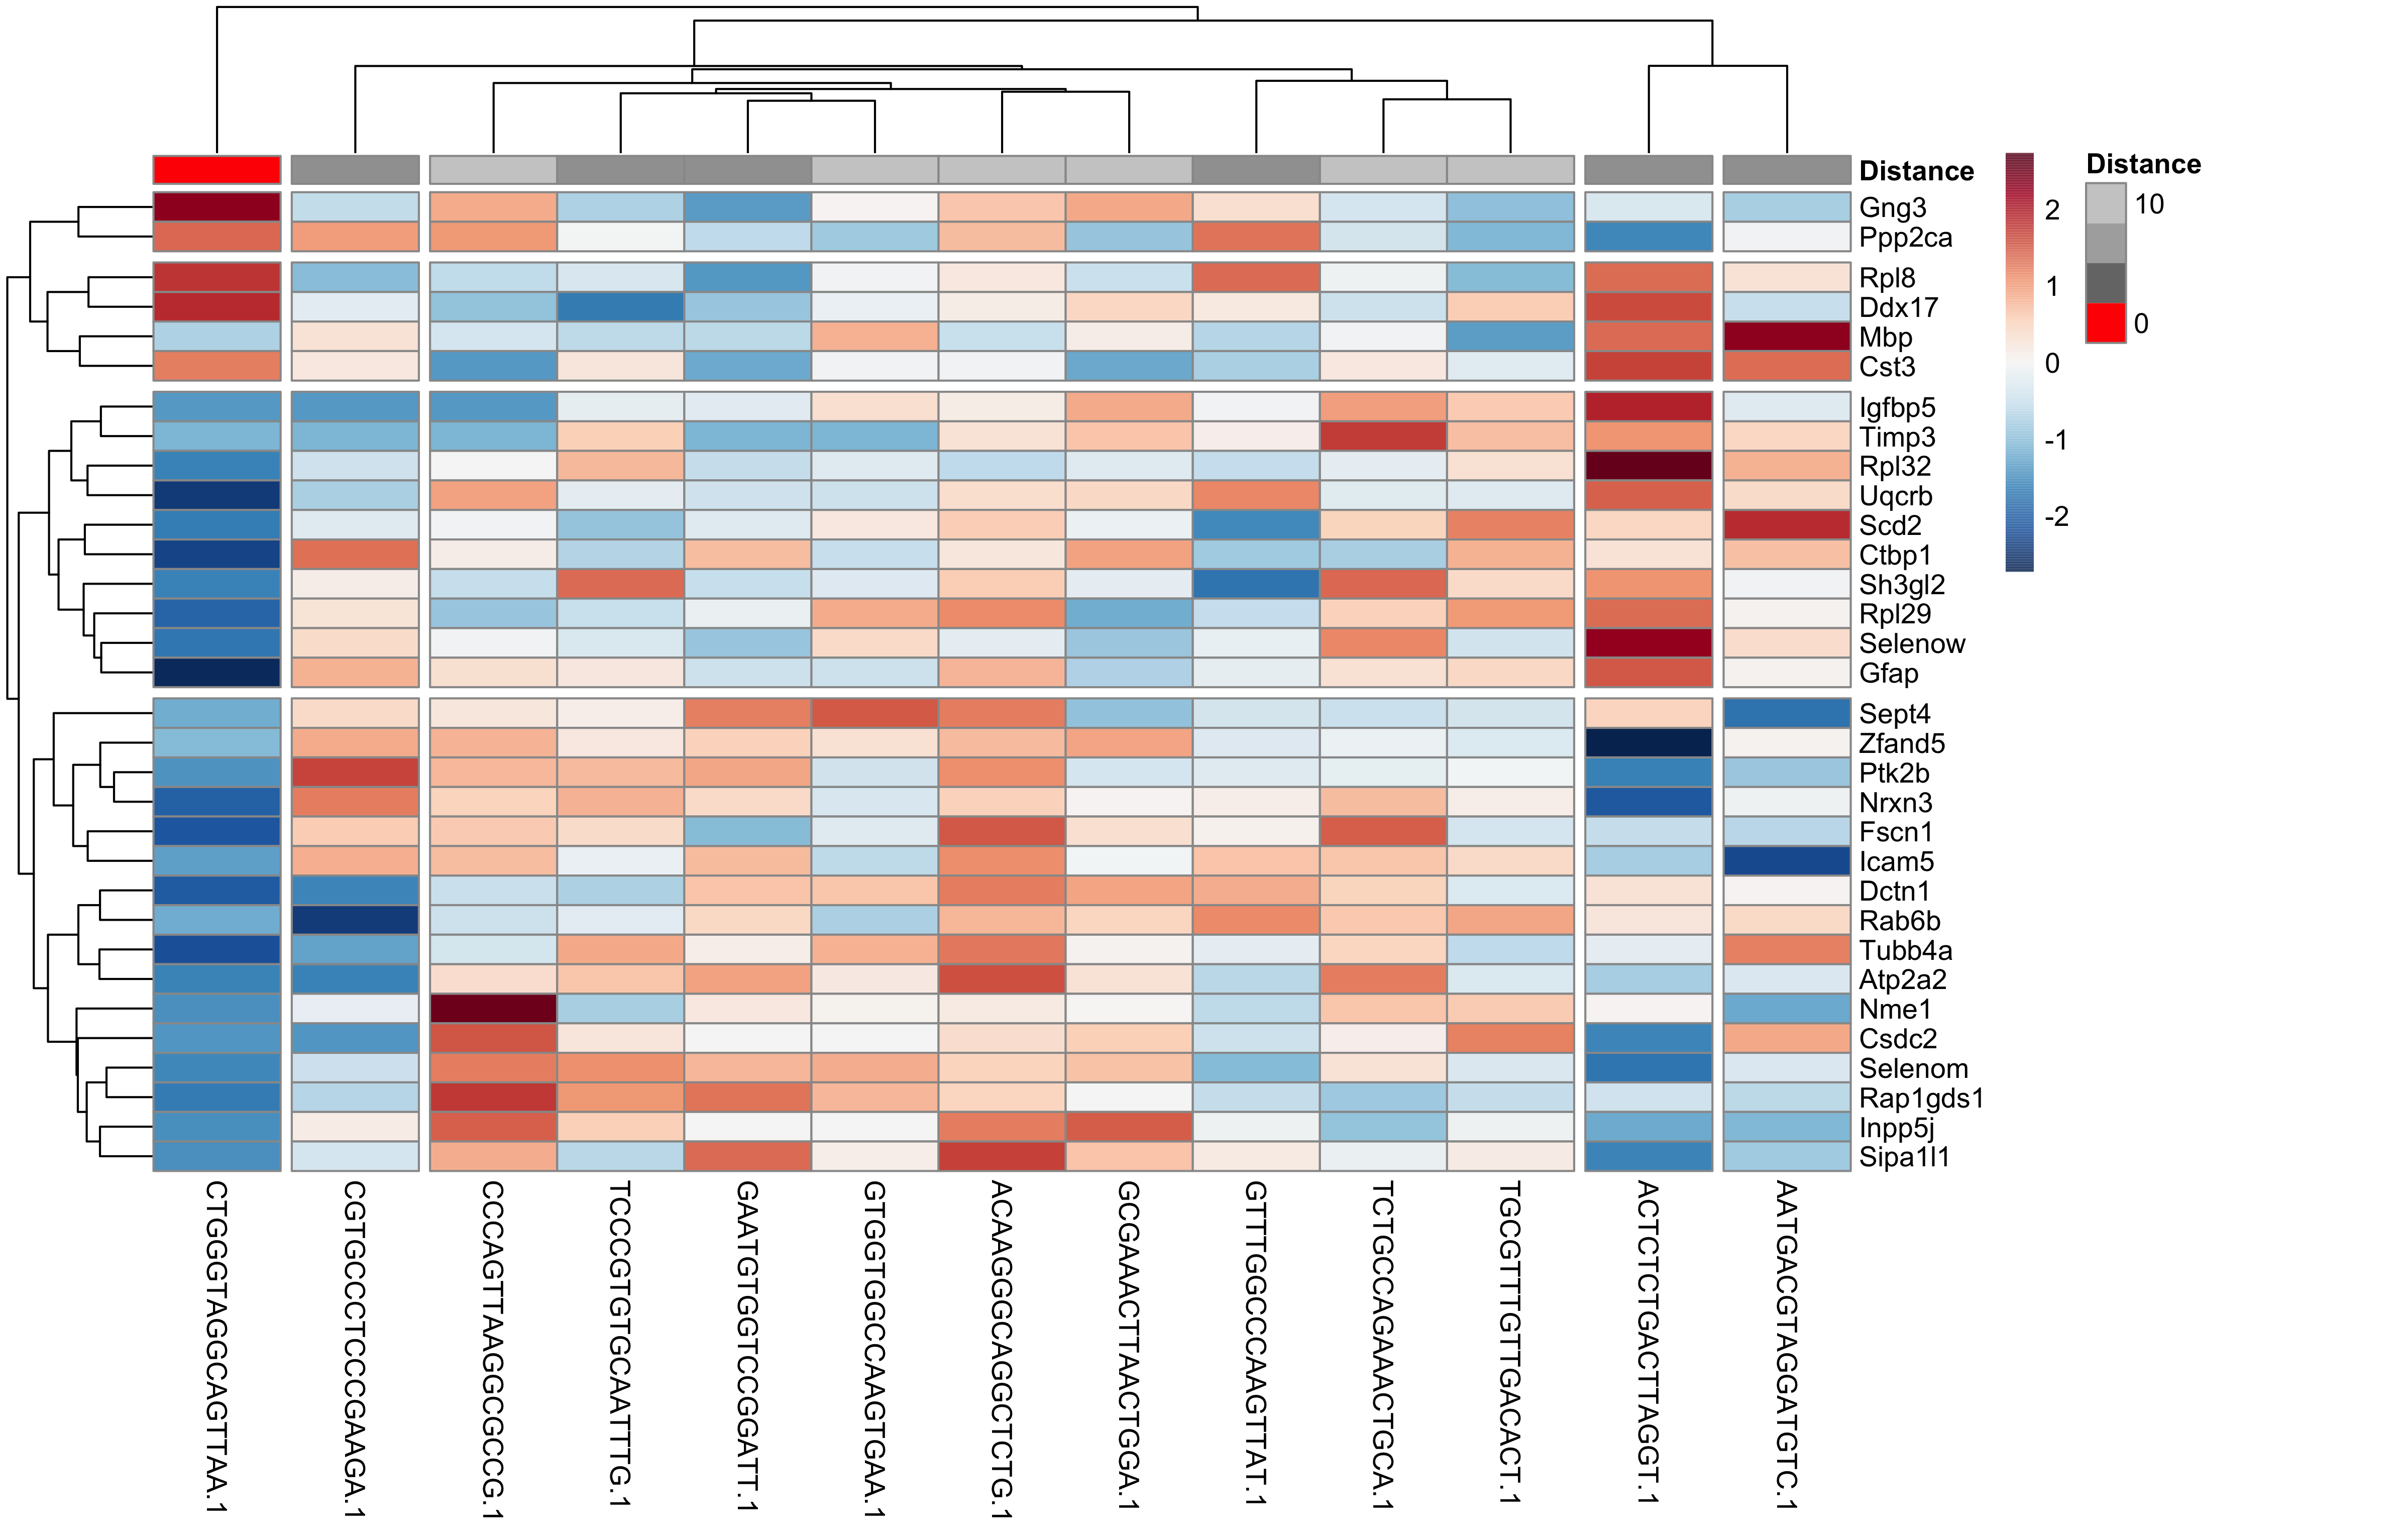 Distance
Distance
10
0
2
1
0
-1
-2
Gng3
Ppp2ca
Rpl8
Ddx17
Mbp
Cst3
Igfbp5
Timp3
Rpl32
Uqcrb
Scd2
Ctbp1
Sh3gl2
Rpl29
Selenow
Gfap
Sept4
Zfand5
Ptk2b
Nrxn3
Fscn1
Icam5
Dctn1
Rab6b
Tubb4a
Atp2a2
Nme1
Csdc2
Selenom
Rap1gds1
Inpp5j
Sipa1l1
CTGGGTAGGCAGTTAA.1
CGTGCCCTCCCGAAGA.1
CCCAGTTAAGGCGCCG.1
TCCCGTGTGCAATTTG.1
GAATGTGGTCCGGATT.1
GTGGTGGCCAAGTGAA.1
ACAAGGGCAGGCTCTG.1
GCGAAACTTAACTGGA.1
GTTTGGCCCAAGTTAT.1
TCTGCCAGAAACTGCA.1
TGCGTTTGTTGACACT.1
ACTCTCTGACTTAGGT.1
AATGACGTAGGATGTC.1